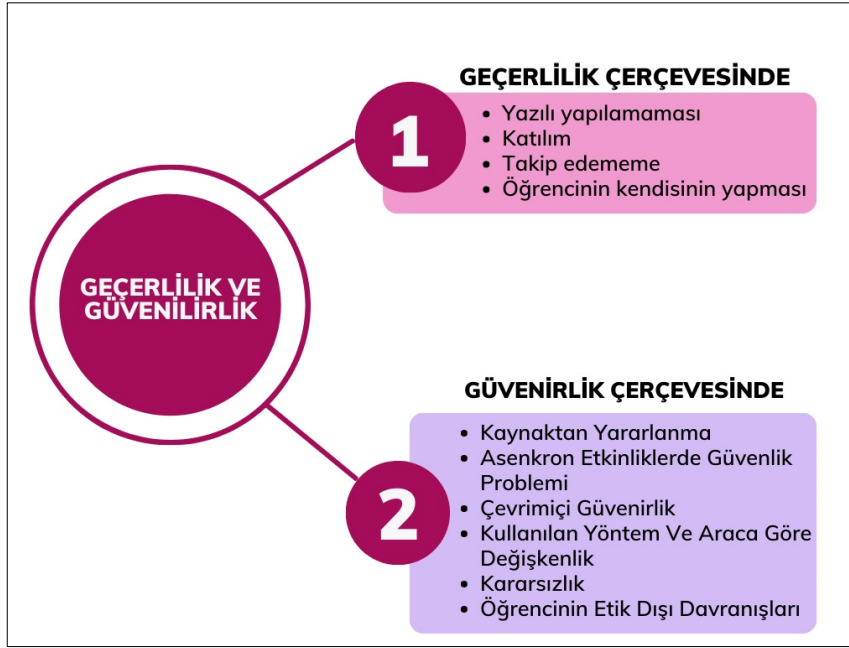 GEÇERLİLİK VE
GÜVENİLİRLİK
1
GEÇERLİLİK ÇERÇEVESİNDE
• Yazılı yapılamaması
• Katılım
• Takip edememe
• Öğrencinin kendisinin yapması
2
GÜVENİRLİK ÇERÇEVESİNDE
• Kaynaktan Yararlanma
• Asenkron Etkinliklerde Güvenlik
Problemi
• Çevrimiçi Güvenirlik
• Kullanılan Yöntem Ve Araca Göre
Değişkenlik
• Kararsızlık
• Öğrencinin Etik Dışı Davranışları